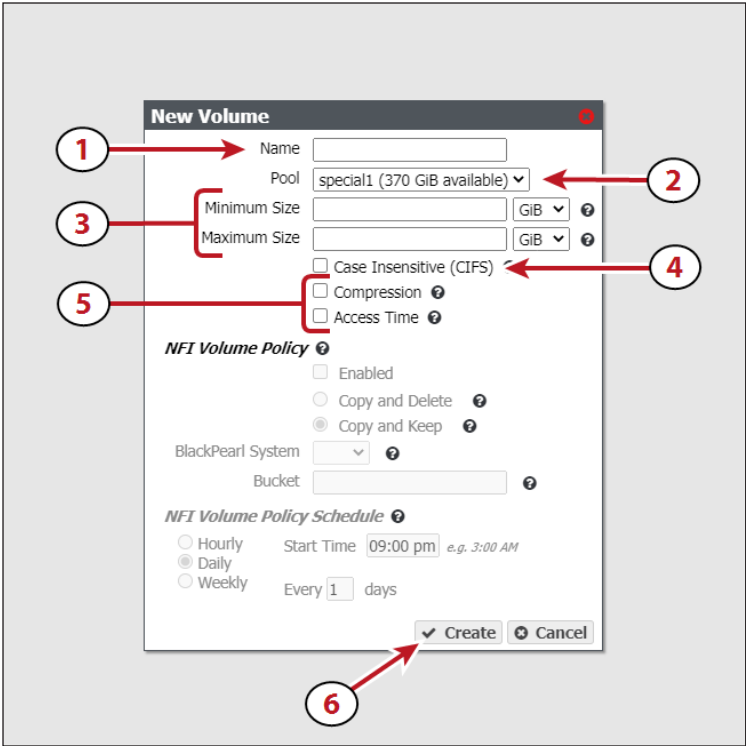 New Volume
1
Name
Pool special1 (370 GiB available)
2
3
Minimum Size GiB ?
Maximum Size GiB ?
Case Insensitive (CIFS)
4
5
Compression ?
Access Time ?
NFI Volume Policy ?
Enabled
Copy and Delete ?
Copy and Keep ?
BlackPearl System ?
Bucket ?
NFI Volume Policy Schedule ?
Hourly Start Time 09:00 pm e.g. 3:00 AM
Daily
Weekly Every 1 days
Create Cancel
6